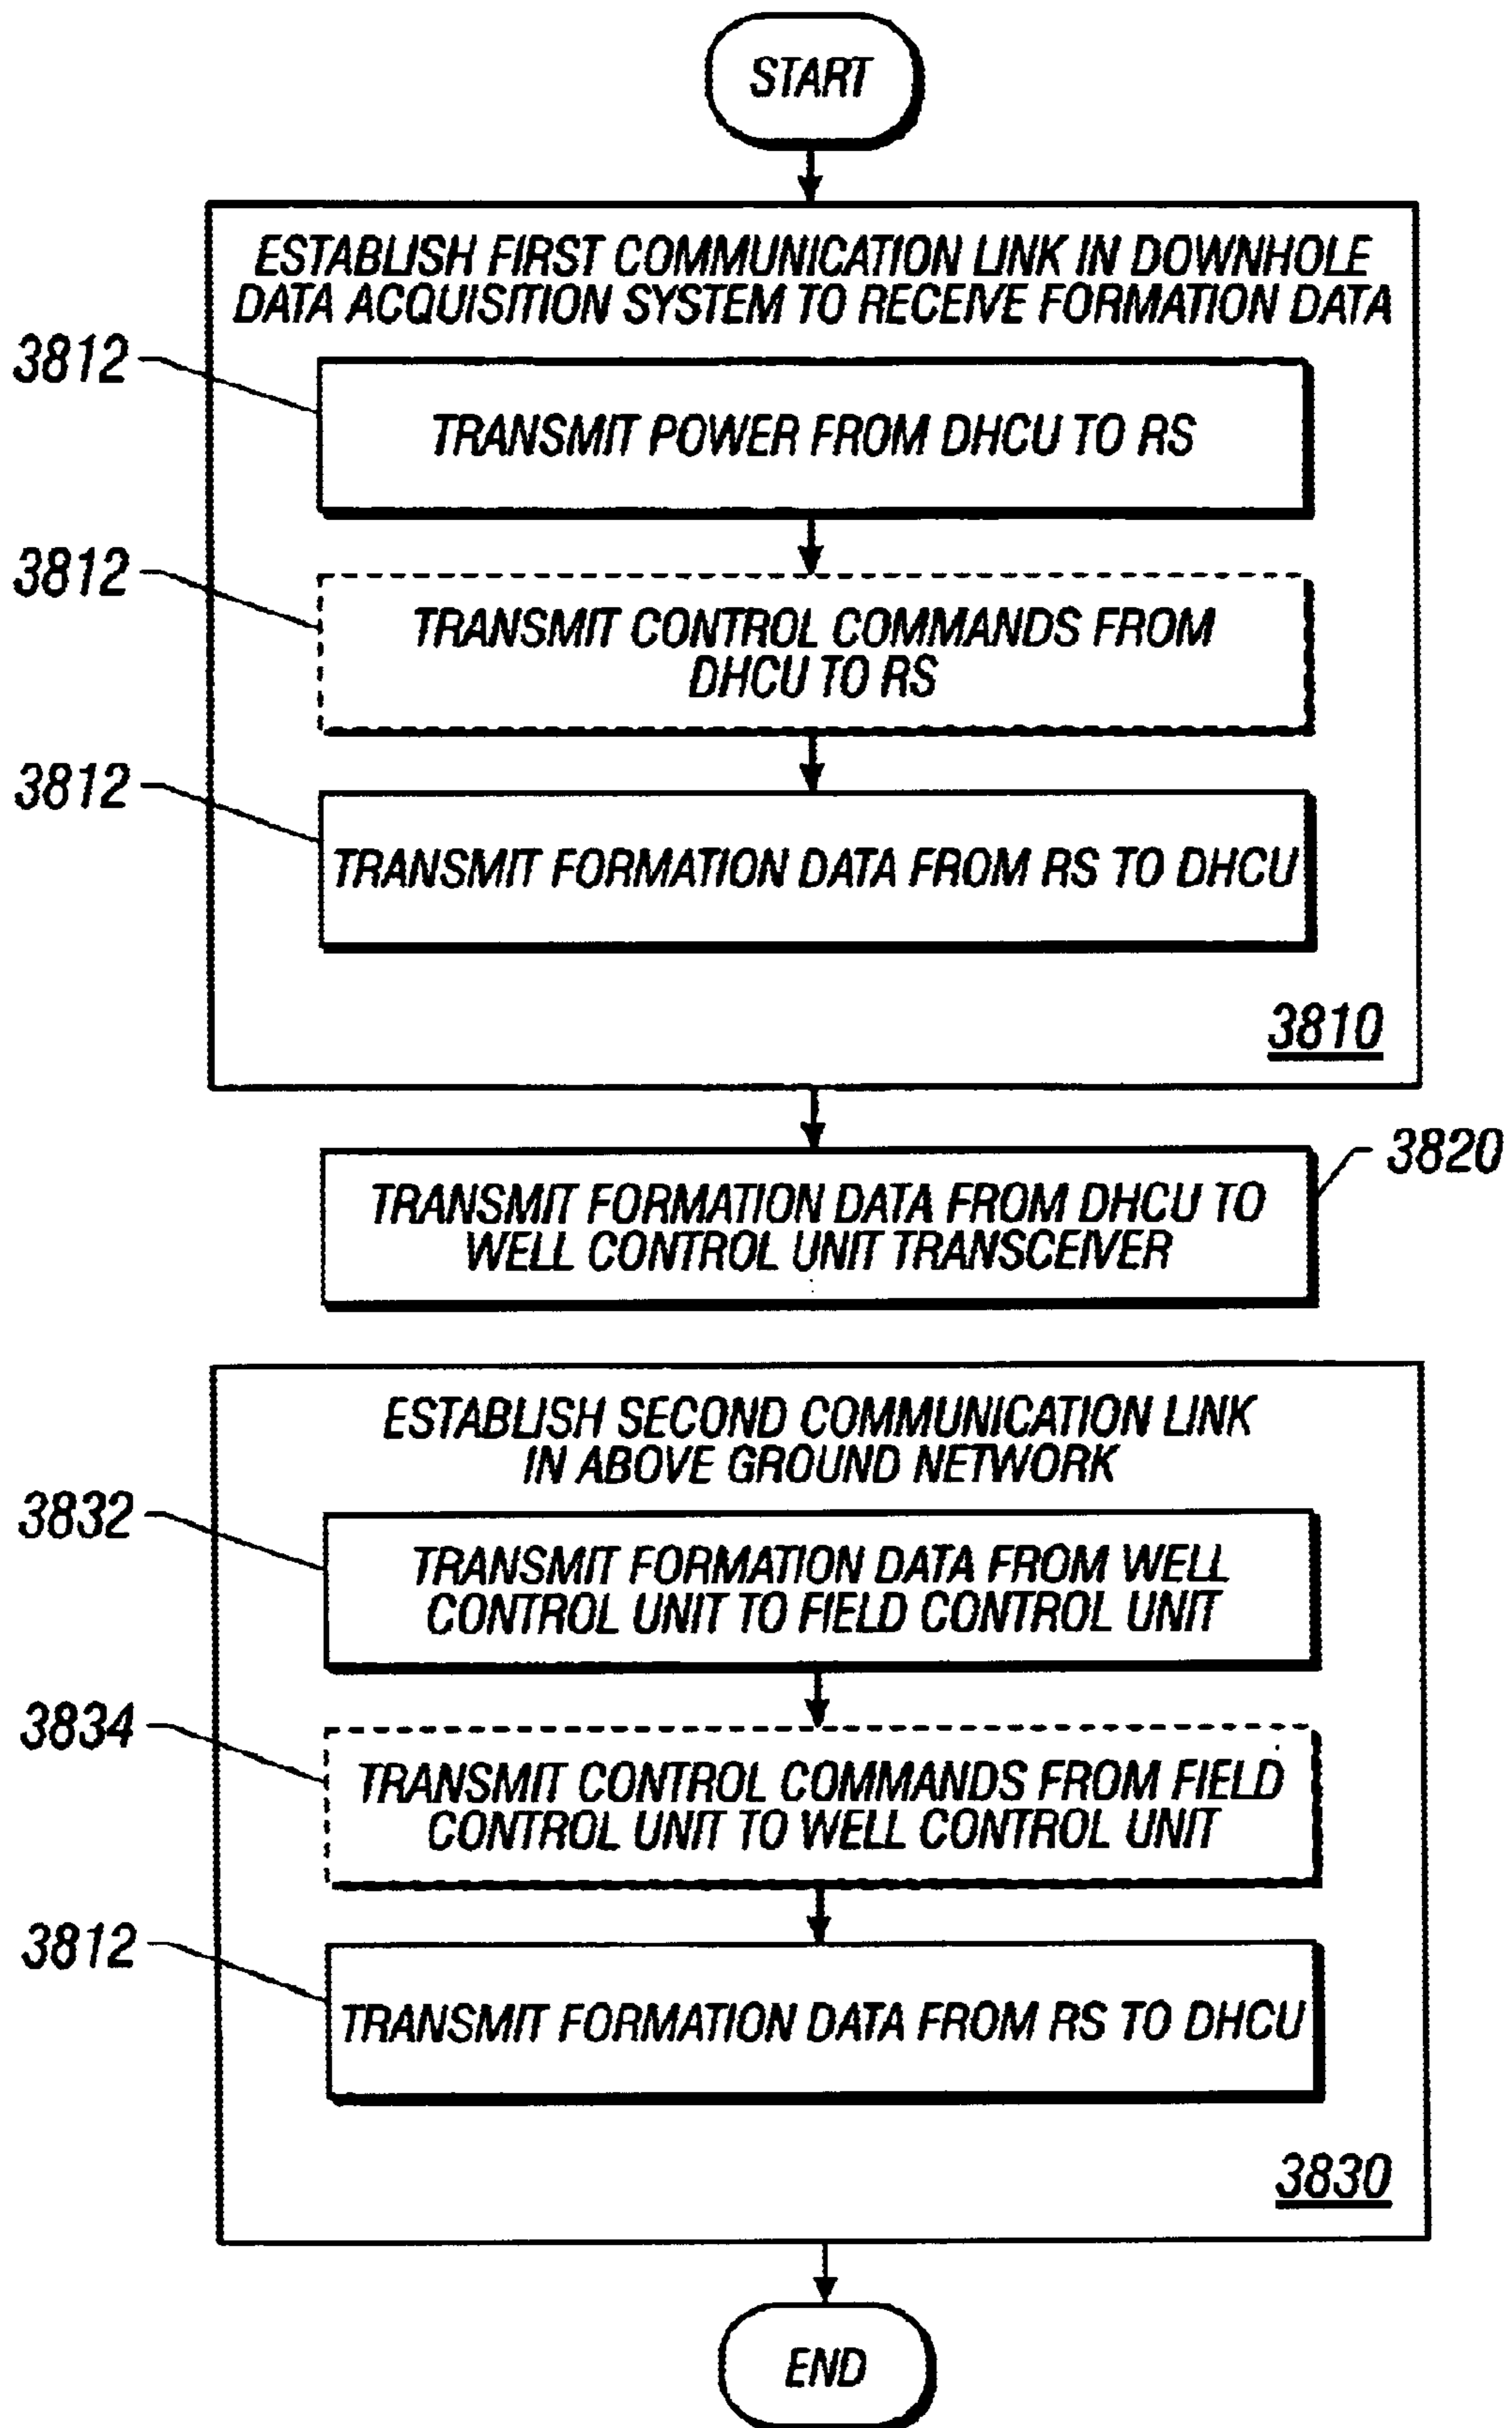 START
ESTABLISH FIRST COMMUNICATION LINK IN DOWNHOLE
DATA ACQUISITION SYSTEM TO RECEIVE FORMATION DATA
3812
TRANSMIT POWER FROM DHCU TO RS
3812
TRANSMIT CONTROL COMMANDS FROM
DHCU TO RS
3812
TRANSMIT FORMATION DATA FROM RS TO DHCU
3810
3820
TRANSMIT FORMATION DATA FROM DHCU TO
WELL CONTROL UNIT TRANSCEIVER
ESTABLISH SECOND COMMUNICATION LINK
IN ABOVE GROUND NETWORK
3832
TRANSMIT FORMATION DATA FROM WELL
CONTROL UNIT TO FIELD CONTROL UNIT
3834
TRANSMIT CONTROL COMMANDS FROM FIELD
CONTROL UNIT TO WELL CONTROL UNIT
3812
TRANSMIT FORMATION DATA FROM RS TO DHCU
3830
END